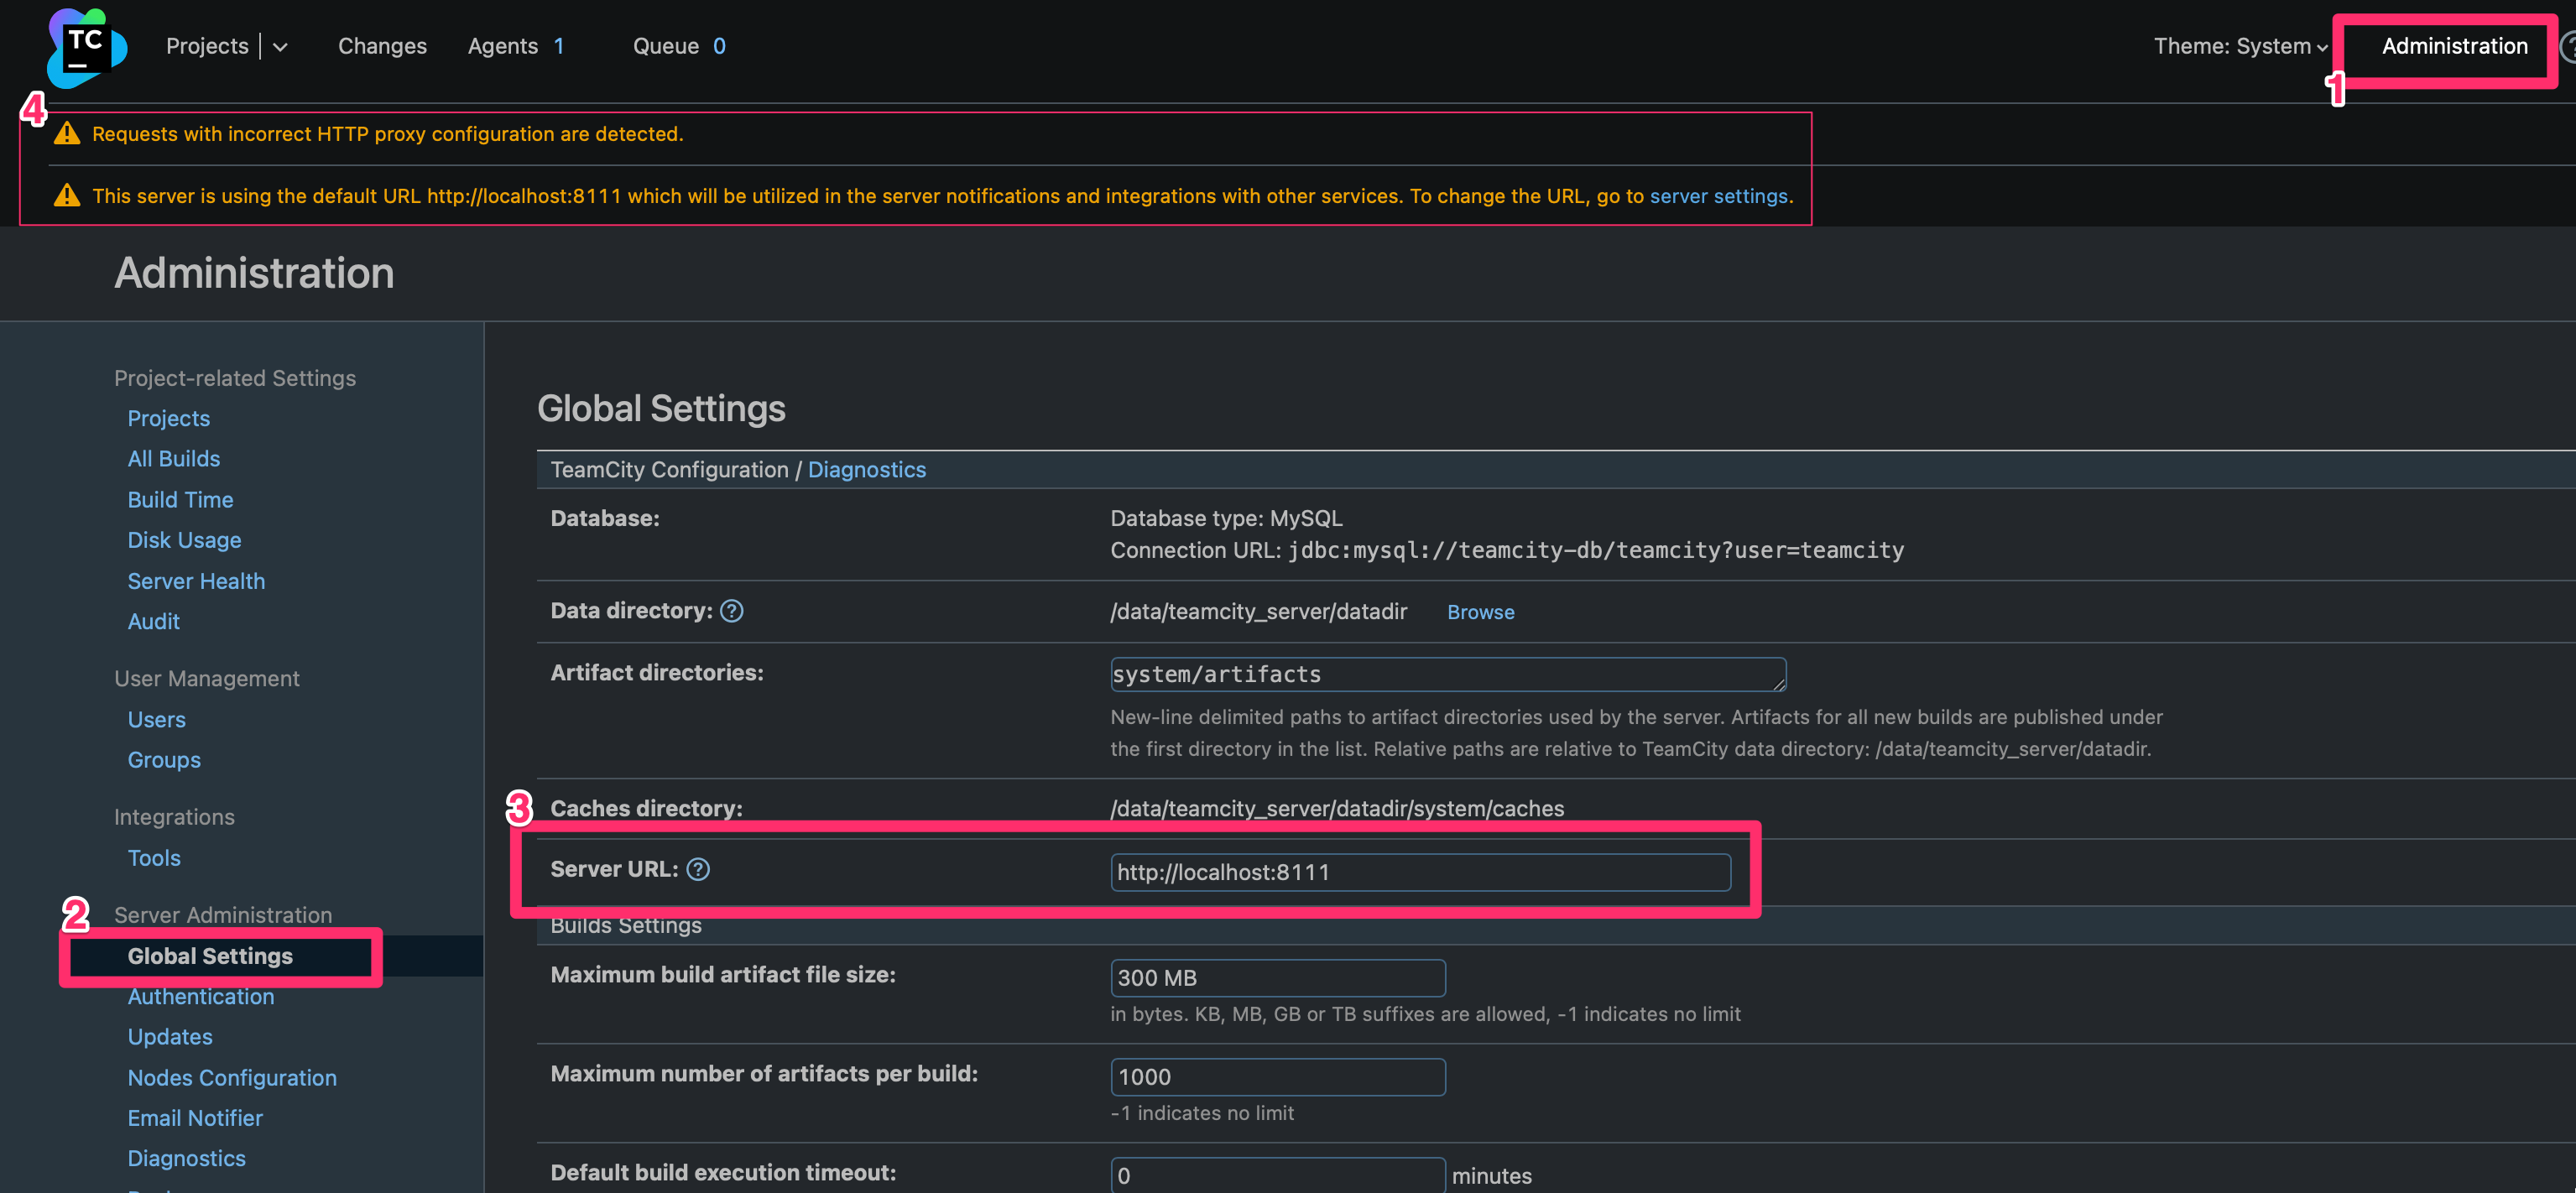 TC
Projects
Changes
Agents 1
Queue 0
Theme: System
Administration
1
4
Requests with incorrect HTTP proxy configuration are detected.
This server is using the default URL http://localhost:8111 which will be utilized in the server notifications and integrations with other services. To change the URL, go to server settings.
Administration
Project-related Settings
Projects
All Builds
Build Time
Disk Usage
Server Health
Audit
User Management
Users
Groups
Integrations
Tools
2
Server Administration
Global Settings
Authentication
Updates
Nodes Configuration
Email Notifier
Diagnostics
Global Settings
TeamCity Configuration / Diagnostics
Database:
Database type: MySQL
Connection URL: jdbc:mysql://teamcity-db/teamcity?user=teamcity
Data directory: ?
/data/teamcity_server/datadir Browse
Artifact directories:
system/artifacts
New-line delimited paths to artifact directories used by the server. Artifacts for all new builds are published under
the first directory in the list. Relative paths are relative to TeamCity data directory: /data/teamcity_server/datadir.
3
Caches directory:
/data/teamcity_server/datadir/system/caches
Server URL: ?
http://localhost:8111
Builds Settings
Maximum build artifact file size:
300 MB
in bytes. KB, MB, GB or TB suffixes are allowed, -1 indicates no limit
Maximum number of artifacts per build:
1000
-1 indicates no limit
Default build execution timeout:
0 minutes